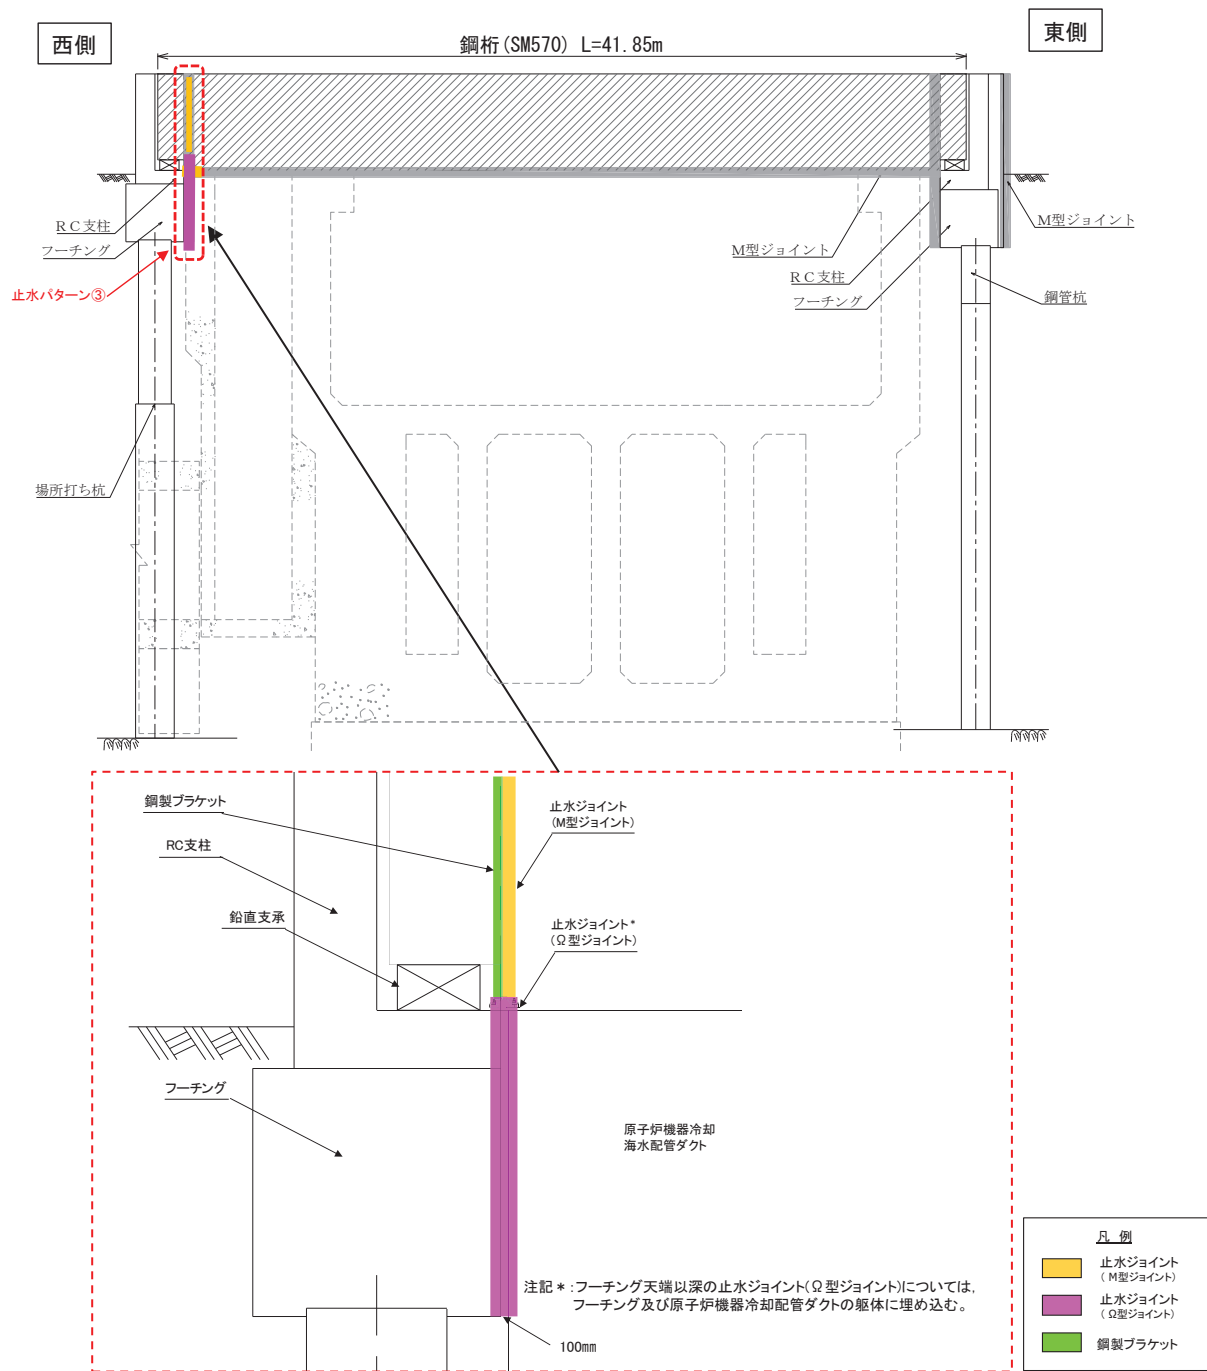 西側
鋼桁(SM570) L=41.85m
東側
RC支柱
フーチング
止水パターン③
場所打ち杭
M型ジョイント
RC支柱
フーチング
M型ジョイント
鋼管杭
鋼製ブラケット
RC支柱
鉛直支承
止水ジョイント
(M型ジョイント)
止水ジョイント*
(Ω型ジョイント)
フーチング
原子炉機器冷却
海水配管ダクト
注記*:フーチング天端以深の止水ジョイント(Ω型ジョイント)については,
フーチング及び原子炉機器冷却配管ダクトの躯体に埋め込む。
100mm
凡 例
止水ジョイント
(M型ジョイント)
止水ジョイント
(Ω型ジョイント)
鋼製ブラケット